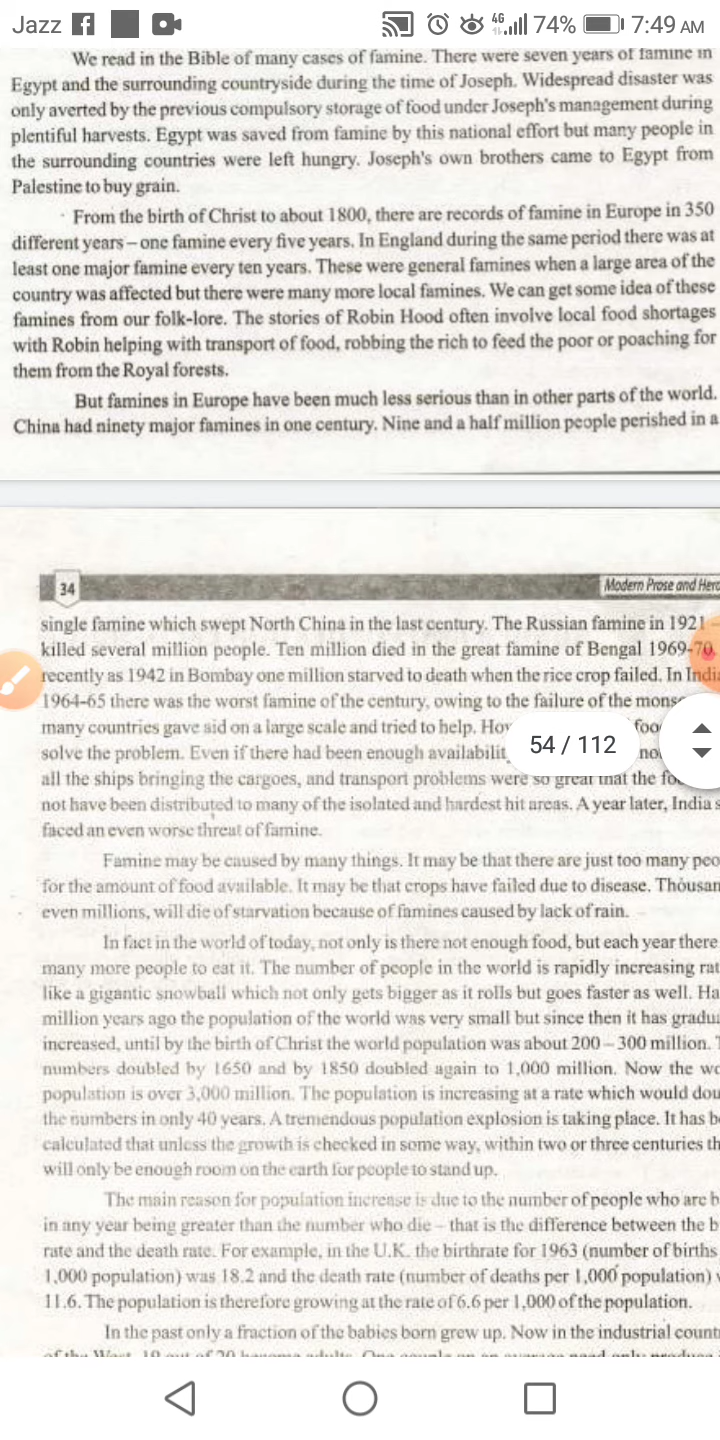 Jazz 4G 74% 7:49 AM
We read in the Bible of many cases of famine. There were seven years of famine in
Egypt and the surrounding countryside during the time of Joseph. Widespread disaster was
only averted by the previous compulsory storage of food under Joseph's management during
plentiful harvests. Egypt was saved from famine by this national effort but many people in
the surrounding countries were left hungry. Joseph's own brothers came to Egypt from
Palestine to buy grain.
From the birth of Christ to about 1800, there are records of famine in Europe in 350
different years – one famine every five years. In England during the same period there was at
least one major famine every ten years. These were general famines when a large area of the
country was affected but there were many more local famines. We can get some idea of these
famines from our folk-lore. The stories of Robin Hood often involve local food shortages
with Robin helping with transport of food, robbing the rich to feed the poor or poaching for
them from the Royal forests.
But famines in Europe have been much less serious than in other parts of the world.
China had ninety major famines in one century. Nine and a half million people perished in a
34 Modern Prose and Hero
single famine which swept North China in the last century. The Russian famine in 1921 –
killed several million people. Ten million died in the great famine of Bengal 1969-70.
recently as 1942 in Bombay one million starved to death when the rice crop failed. In India
1964-65 there was the worst famine of the century, owing to the failure of the
many countries gave aid on a large scale and tried to help.
solve the problem. Even if there had been enough
54 / 112
all the ships bringing the cargoes, and transport problems were so great that the
not have been distributed to many of the isolated and hardest hit areas. A year later, India s
faced an even worse threat of famine.
Famine may be caused by many things. It may be that there are just too many peo
for the amount of food available. It may be that crops have failed due to disease. Thousan
even millions, will die of starvation because of famines caused by lack of rain.
In fact in the world of today, not only is there not enough food, but each year there
many more people to eat it. The number of people in the world is rapidly increasing rat
like a gigantic snowball which not only gets bigger as it rolls but goes faster as well. Ha
million years ago the population of the world was very small but since then it has gradua
increased, until by the birth of Christ the world population was about 200 – 300 million. T
numbers doubled by 1650 and by 1850 doubled again to 1,000 million. Now the wo
population is over 3,000 million. The population is increasing at a rate which would dou
the numbers in only 40 years. A tremendous population explosion is taking place. It has be
calculated that unless the growth is checked in some way, within two or three centuries th
will only be enough room on the earth for people to stand up.
The main reason for population increase is due to the number of people who are b
in any year being greater than the number who die – that is the difference between the b
rate and the death rate. For example, in the U.K. the birthrate for 1963 (number of births
1,000 population) was 18.2 and the death rate (number of deaths per 1,000 population) w
11.6. The population is therefore growing at the rate of 6.6 per 1,000 of the population.
In the past only a fraction of the babies born grew up. Now in the industrial count